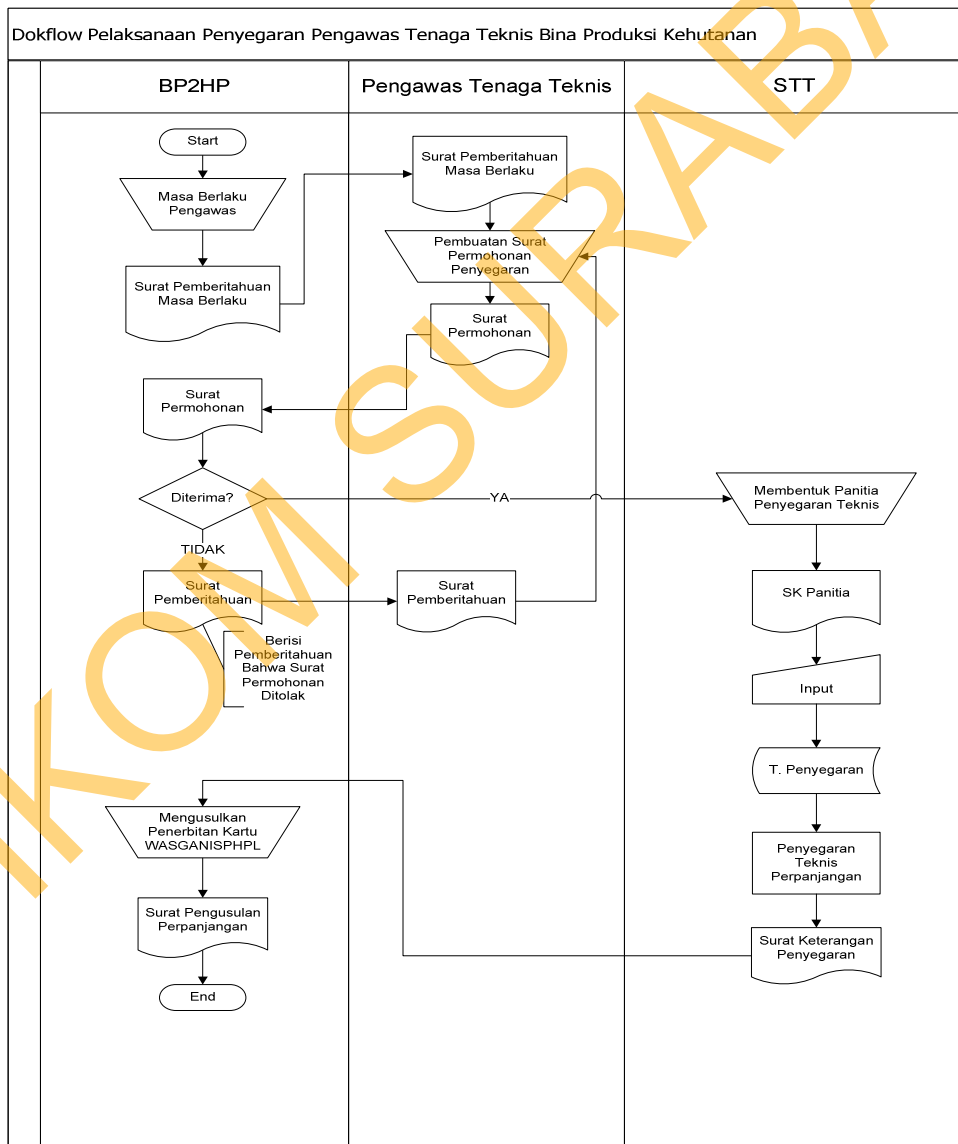 Dokflow Pelaksanaan Penyegaran Pengawas Tenaga Teknis Bina Produksi Kehutanan
BP2HP
Pengawas Tenaga Teknis
STT
Start
Masa Berlaku
Pengawas
Surat Pemberitahuan
Masa Berlaku
Surat Pemberitahuan
Masa Berlaku
Pembuatan Surat
Permohonan
Penyegaran
Surat
Permohonan
Surat
Permohonan
Diterima?
YA
TIDAK
Membentuk Panitia
Penyegaran Teknis
Surat
Pemberitahuan
Surat
Pemberitahuan
Berisi
Pemberitahuan
Bahwa Surat
Permohonan
Ditolak
SK Panitia
Input
T. Penyegaran
Penyegaran
Teknis
Perpanjangan
Surat Keterangan
Penyegaran
Mengusulkan
Penerbitan Kartu
WASGANISPHPL
Surat Pengusulan
Perpanjangan
End
IKOM SURABA